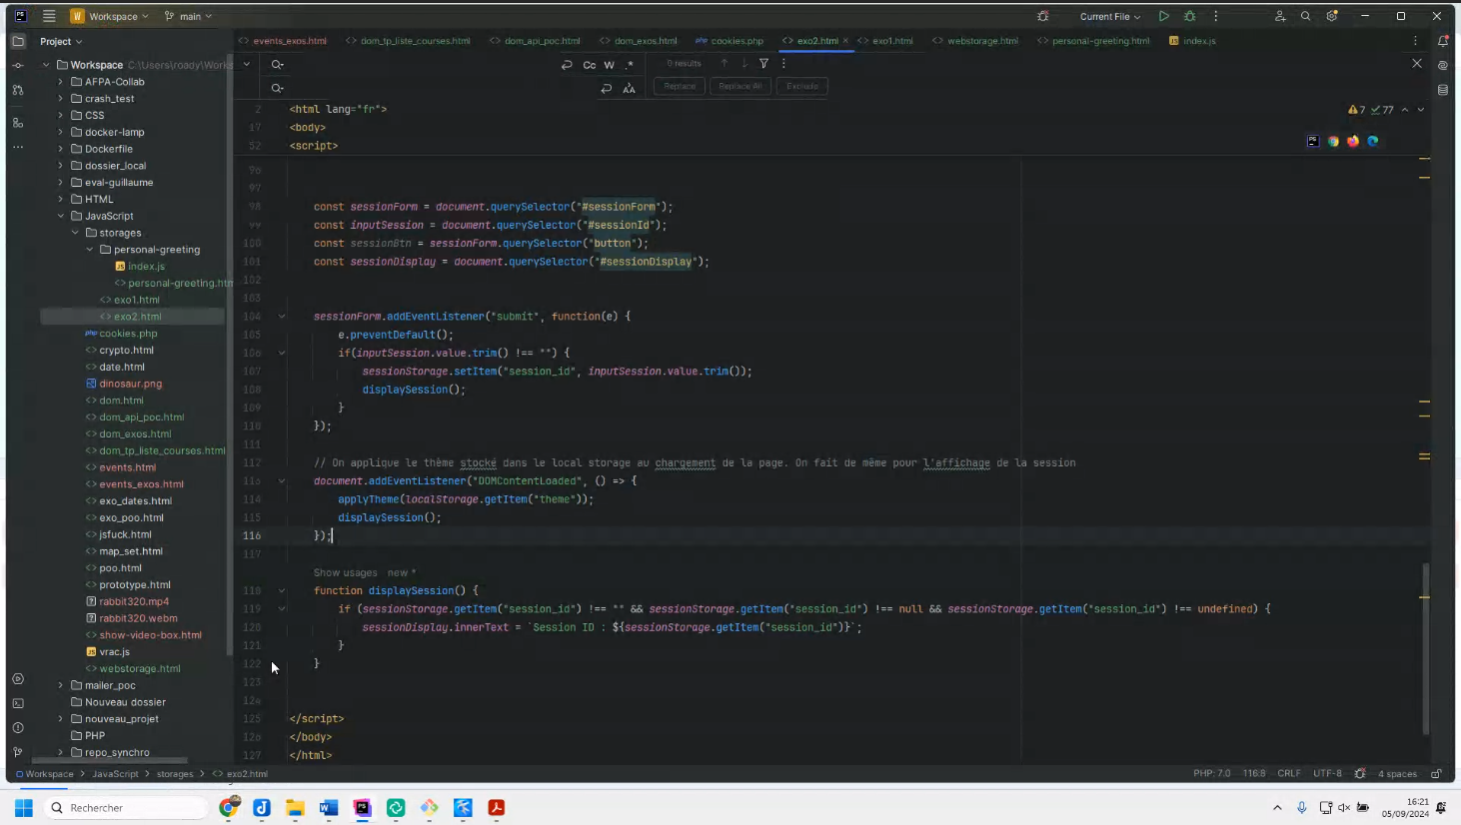 Workspace
main
Current File
Project
events_exos.html
dom_tp_liste_courses.html
dom_api_poc.html
dom_exos.html
cookies.php
exo2.html
exo1.html
webstorage.html
personal-greeting.html
index.js
Workspace C:\Users\roady\Works
AFPA-Collab
crash_test
CSS
docker-lamp
Dockerfile
dossier_local
eval-guillaume
HTML
JavaScript
storages
personal-greeting
index.js
personal-greeting.htm
exo1.html
exo2.html
cookies.php
crypto.html
date.html
dinosaur.png
dom.html
dom_api_poc.html
dom_exos.html
dom_tp_liste_courses.html
events.html
events_exos.html
exo_dates.html
exo_poo.html
jsfuck.html
map_set.html
poo.html
prototype.html
rabbit320.mp4
rabbit320.webm
show-video-box.html
vrac.js
webstorage.html
mailer_poc
Nouveau dossier
nouveau_projet
PHP
repo_synchro
Cc W .*
0 results
Replace Replace All Exclude
7 77
2 <html lang="fr">
17 <body>
52 <script>
96
97
98 const sessionForm = document.querySelector("#sessionForm");
99 const inputSession = document.querySelector("#sessionId");
100 const sessionBtn = sessionForm.querySelector("button");
101 const sessionDisplay = document.querySelector("#sessionDisplay");
102
103
104 sessionForm.addEventListener("submit", function(e) {
105 e.preventDefault();
106 if(inputSession.value.trim() !== "") {
107 sessionStorage.setItem("session_id", inputSession.value.trim());
108 displaySession();
109 }
110 });
111
112 // On applique le thème stocké dans le local storage au chargement de la page. On fait de même pour l'affichage de la session
113 document.addEventListener("DOMContentLoaded", () => {
114 applyTheme(localStorage.getItem("theme"));
115 displaySession();
116 });
117
Show usages new *
118 function displaySession() {
119 if (sessionStorage.getItem("session_id") !== "" && sessionStorage.getItem("session_id") !== null && sessionStorage.getItem("session_id") !== undefined) {
120 sessionDisplay.innerText = `Session ID : ${sessionStorage.getItem("session_id")}`;
121 }
122 }
123
124
125 </script>
126 </body>
127 </html>
Workspace > JavaScript > storages > exo2.html
PHP: 7.0 116:8 CRLF UTF-8 4 spaces
Rechercher
16:21
05/09/2024